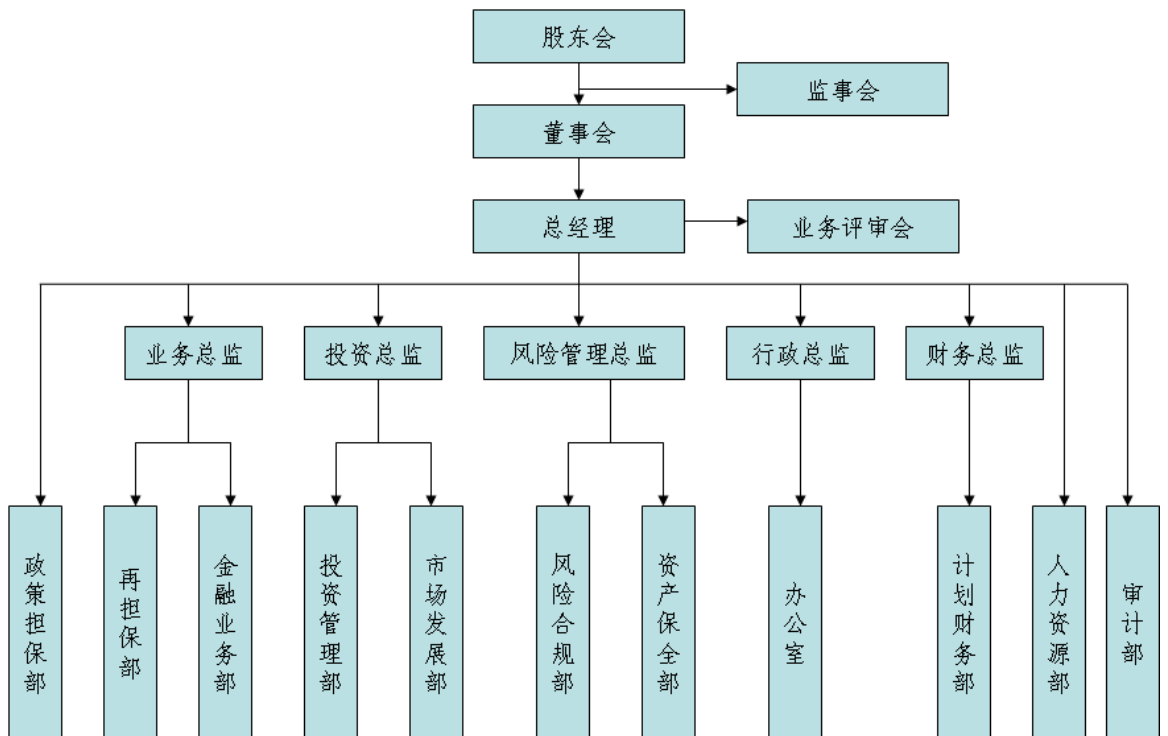 股东会
监事会
董事会
总经理
业务评审会
业务总监
投资总监
风险管理总监
行政总监
财务总监
政策担保部
再担保部
金融业务部
投资管理部
市场发展部
风险合规部
资产保全部
办公室
计划财务部
人力资源部
审计部